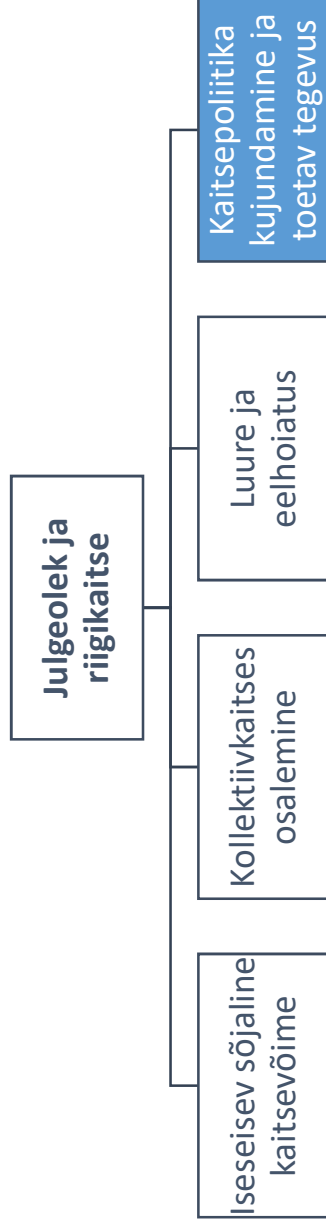 Julgeolek ja
riigikaitse
Iseseisev sõjaline
kaitsevõime
Kollektiivkaitses
osalemine
Luure ja
eelhoiatus
Kaitsepoliitika
kujundamine ja
toetav tegevus